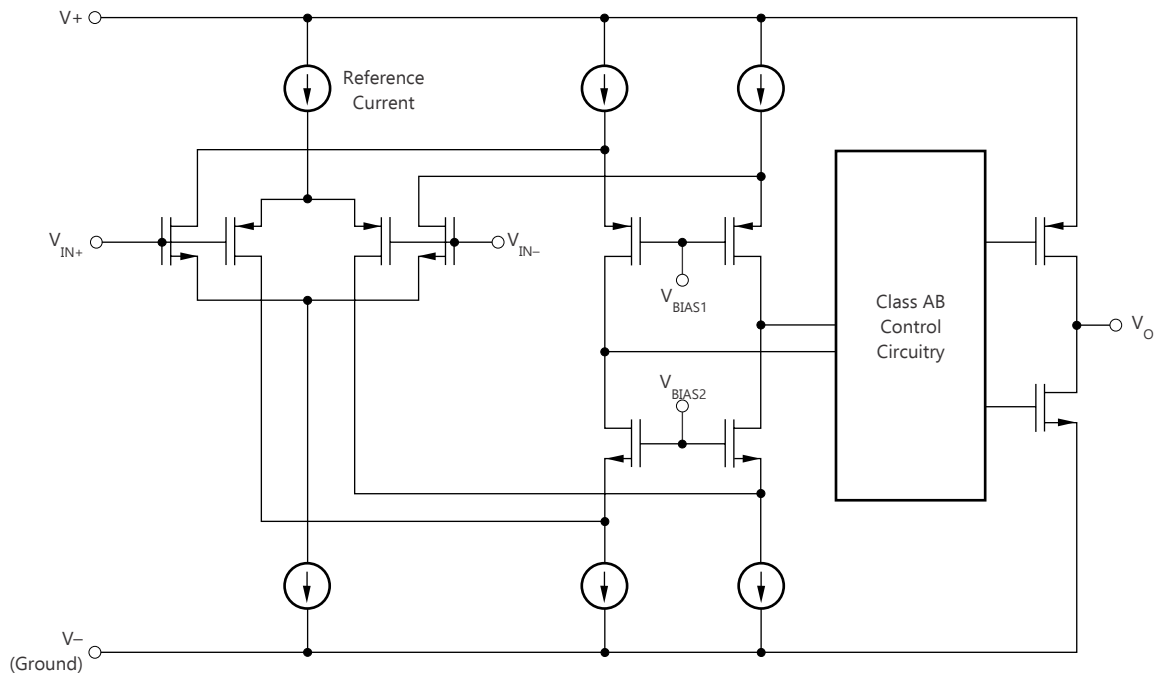 V+
Reference
Current
V_IN+
V_IN–
V_BIAS1
V_BIAS2
Class AB
Control
Circuitry
V_O
V–
(Ground)